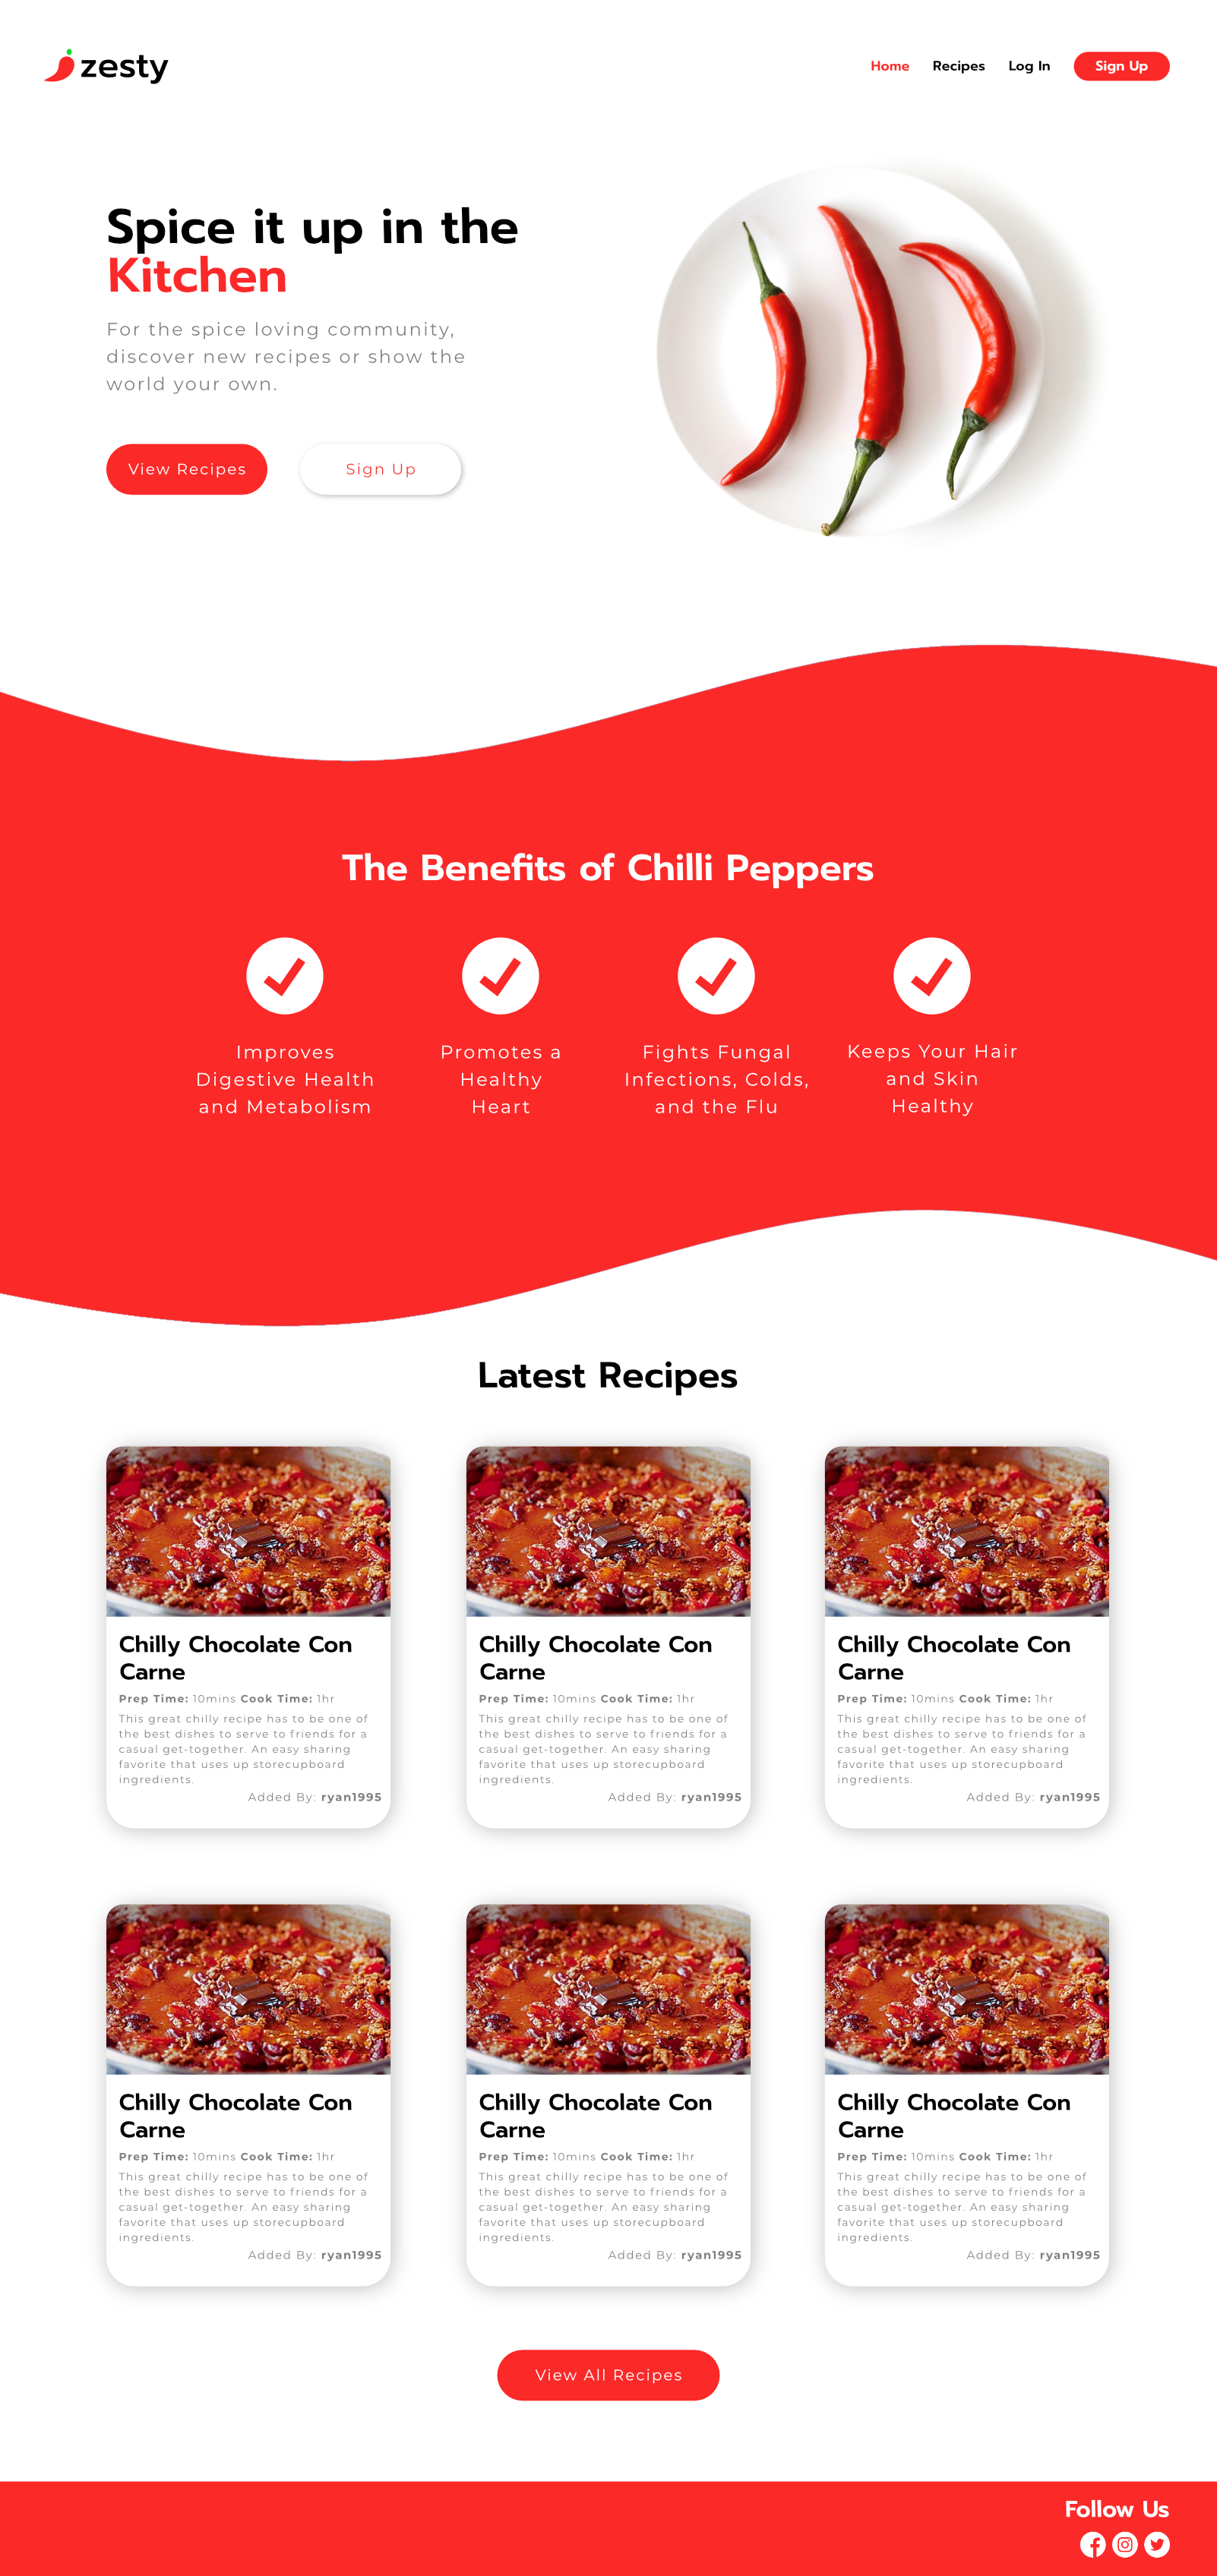 zesty
Home
Recipes
Log In
Sign Up
Spice it up in the
Kitchen
For the spice loving community,
discover new recipes or show the
world your own.
View Recipes
Sign Up
The Benefits of Chilli Peppers
Improves
Digestive Health
and Metabolism
Promotes a
Healthy
Heart
Fights Fungal
Infections, Colds,
and the Flu
Keeps Your Hair
and Skin
Healthy
Latest Recipes
Chilly Chocolate Con
Carne
Prep Time: 10mins Cook Time: 1hr
This great chilly recipe has to be one of
the best dishes to serve to friends for a
casual get-together. An easy sharing
favorite that uses up storecupboard
ingredients.
Added By: ryan1995
Chilly Chocolate Con
Carne
Prep Time: 10mins Cook Time: 1hr
This great chilly recipe has to be one of
the best dishes to serve to friends for a
casual get-together. An easy sharing
favorite that uses up storecupboard
ingredients.
Added By: ryan1995
Chilly Chocolate Con
Carne
Prep Time: 10mins Cook Time: 1hr
This great chilly recipe has to be one of
the best dishes to serve to friends for a
casual get-together. An easy sharing
favorite that uses up storecupboard
ingredients.
Added By: ryan1995
Chilly Chocolate Con
Carne
Prep Time: 10mins Cook Time: 1hr
This great chilly recipe has to be one of
the best dishes to serve to friends for a
casual get-together. An easy sharing
favorite that uses up storecupboard
ingredients.
Added By: ryan1995
Chilly Chocolate Con
Carne
Prep Time: 10mins Cook Time: 1hr
This great chilly recipe has to be one of
the best dishes to serve to friends for a
casual get-together. An easy sharing
favorite that uses up storecupboard
ingredients.
Added By: ryan1995
Chilly Chocolate Con
Carne
Prep Time: 10mins Cook Time: 1hr
This great chilly recipe has to be one of
the best dishes to serve to friends for a
casual get-together. An easy sharing
favorite that uses up storecupboard
ingredients.
Added By: ryan1995
View All Recipes
Follow Us